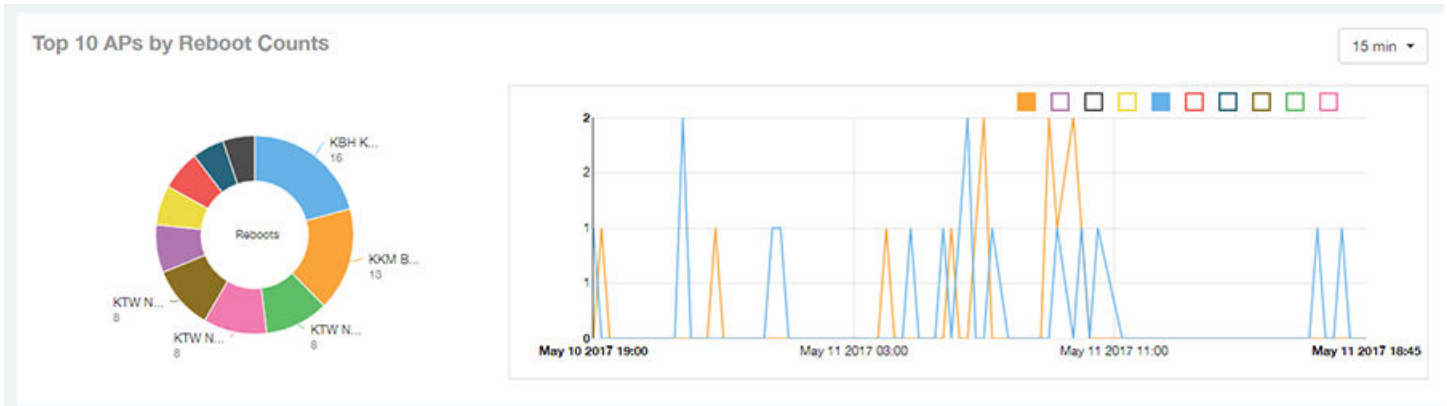 Top 10 APs by Reboot Counts
15 min
KBH K...
16
KKM B...
13
KTW N...
8
KTW N...
8
KTW N...
8
Reboots
2
2
1
1
0
May 10 2017 19:00
May 11 2017 03:00
May 11 2017 11:00
May 11 2017 18:45